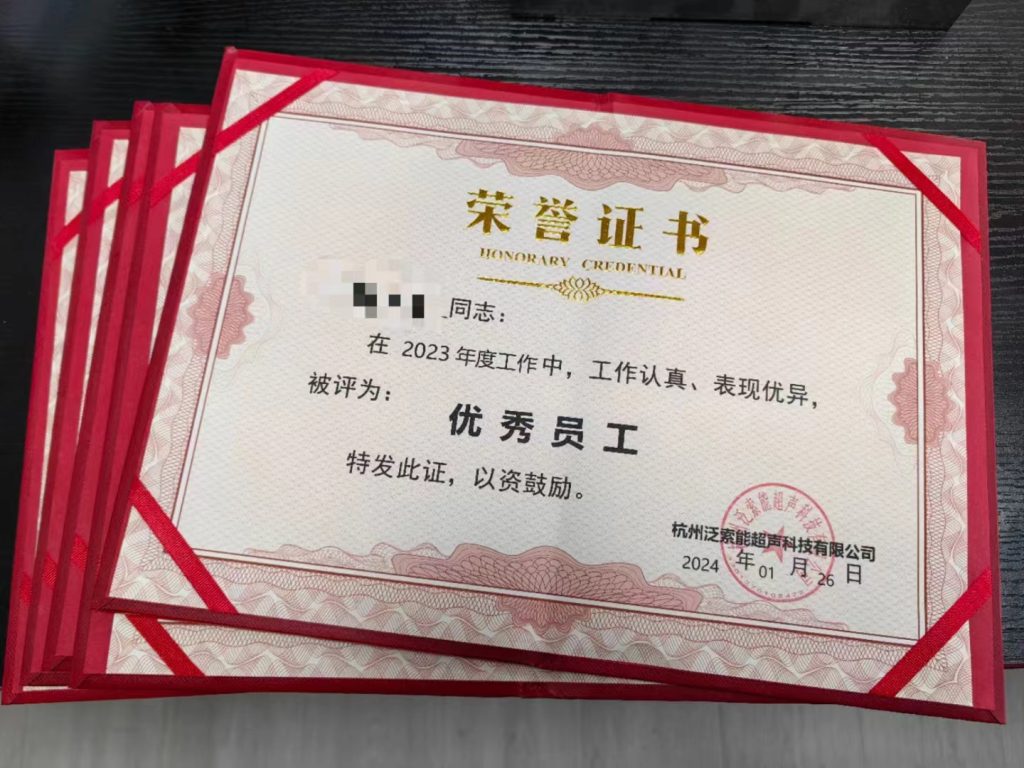 荣誉证书
HONORARY CREDENTIAL
同志：
在 2023 年度工作中，工作认真、表现优异，
被评为：
优秀员工
特发此证，以资鼓励。
杭州泛索能超声科技有限公司
2024 年 01 月 26 日